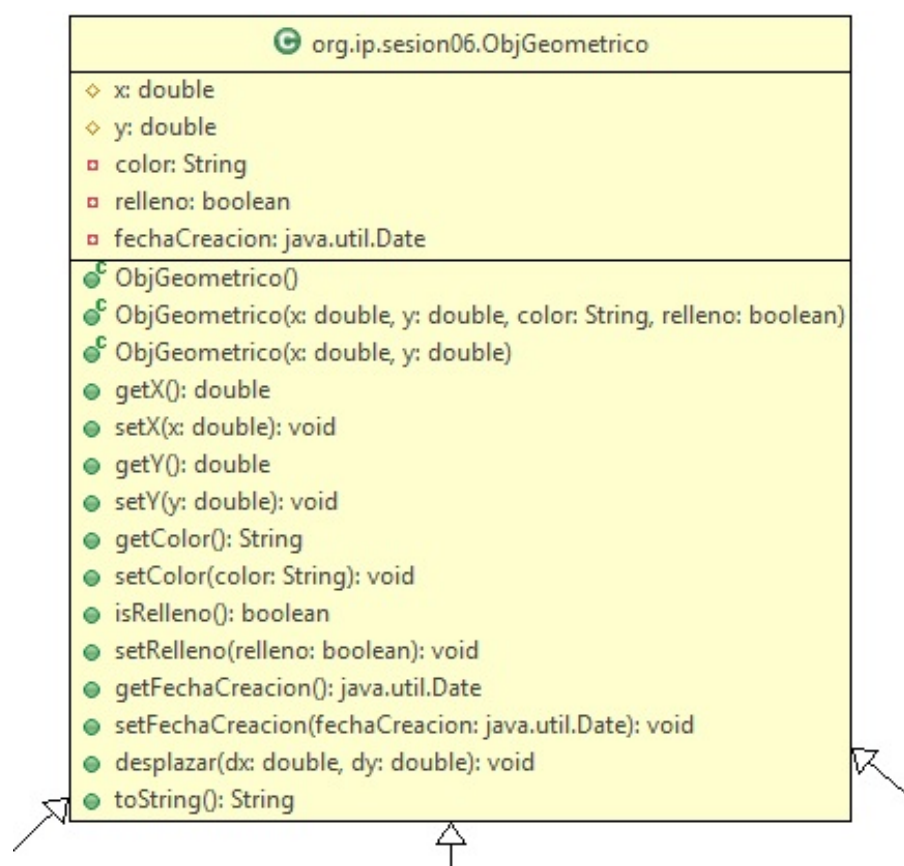 org.ip.sesion06.ObjGeometrico
x: double
y: double
color: String
relleno: boolean
fechaCreacion: java.util.Date
ObjGeometrico()
ObjGeometrico(x: double, y: double, color: String, relleno: boolean)
ObjGeometrico(x: double, y: double)
getX(): double
setX(x: double): void
getY(): double
setY(y: double): void
getColor(): String
setColor(color: String): void
isRelleno(): boolean
setRelleno(relleno: boolean): void
getFechaCreacion(): java.util.Date
setFechaCreacion(fechaCreacion: java.util.Date): void
desplazar(dx: double, dy: double): void
toString(): String